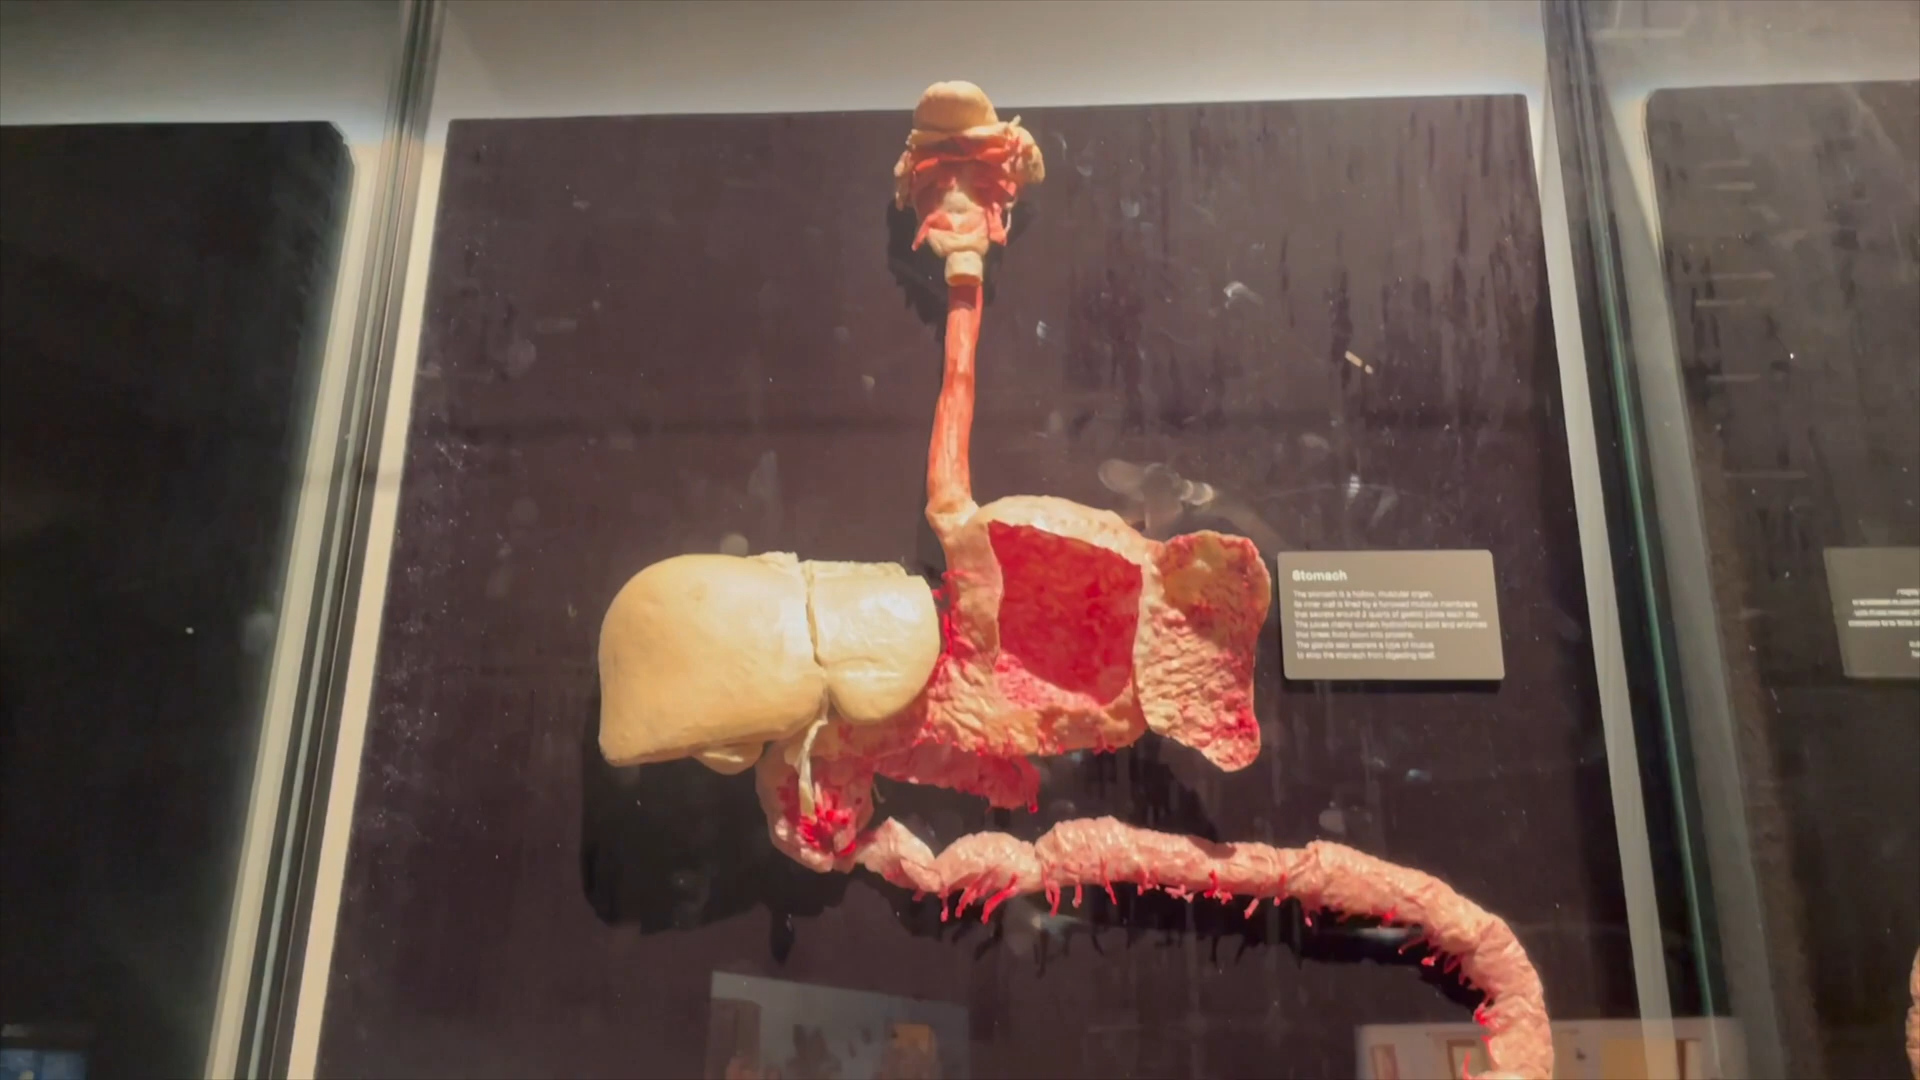 Stomach
The stomach is a hollow, muscular organ.
Its inner wall is lined by a furrowed mucous membrane
that secretes around 2 quarts of gastric juices each day.
The juices mainly contain hydrochloric acid and enzymes
that break food down into proteins.
The glands also secrete a type of mucus
to stop the stomach from digesting itself.